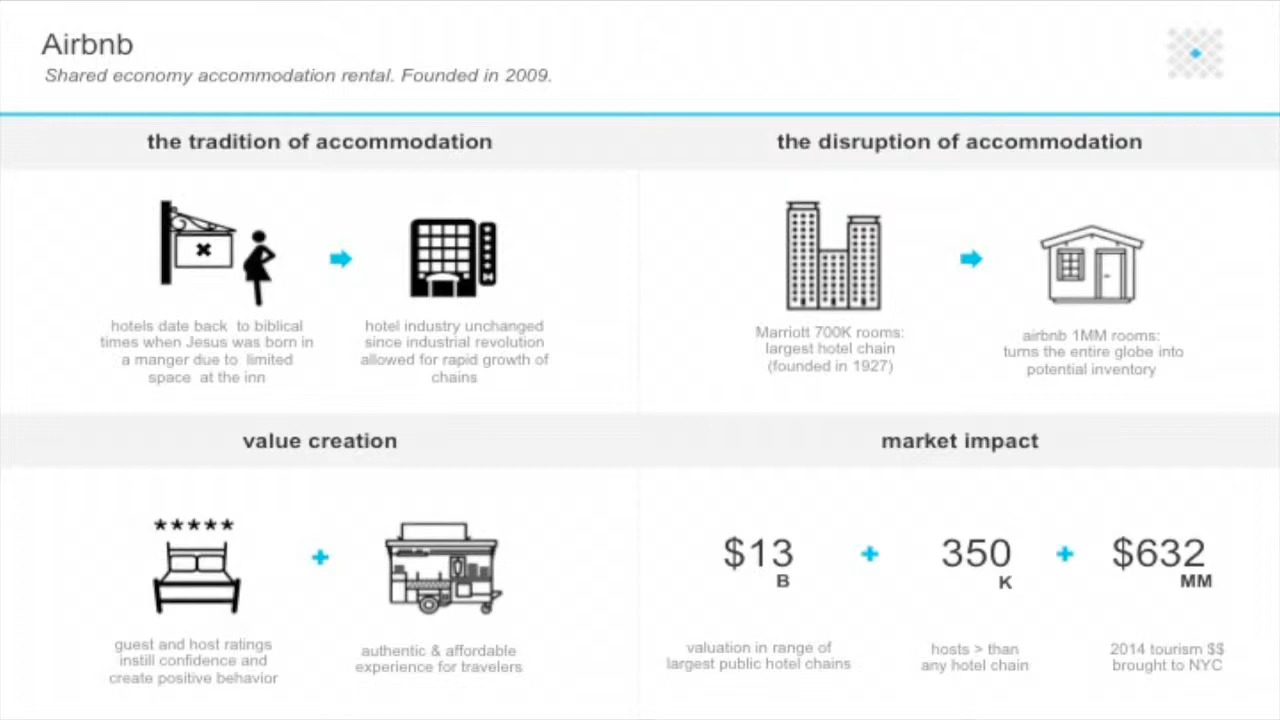 Airbnb
Shared economy accommodation rental. Founded in 2009.
the tradition of accommodation
hotels date back to biblical
times when Jesus was born in
a manger due to limited
space at the inn
hotel industry unchanged
since industrial revolution
allowed for rapid growth of
chains
the disruption of accommodation
Marriott 700K rooms:
largest hotel chain
(founded in 1927)
airbnb 1MM rooms:
turns the entire globe into
potential inventory
value creation
*****
guest and host ratings
instill confidence and
create positive behavior
authentic & affordable
experience for travelers
market impact
$13
B
valuation in range of
largest public hotel chains
350
K
hosts > than
any hotel chain
$632
MM
2014 tourism $$
brought to NYC